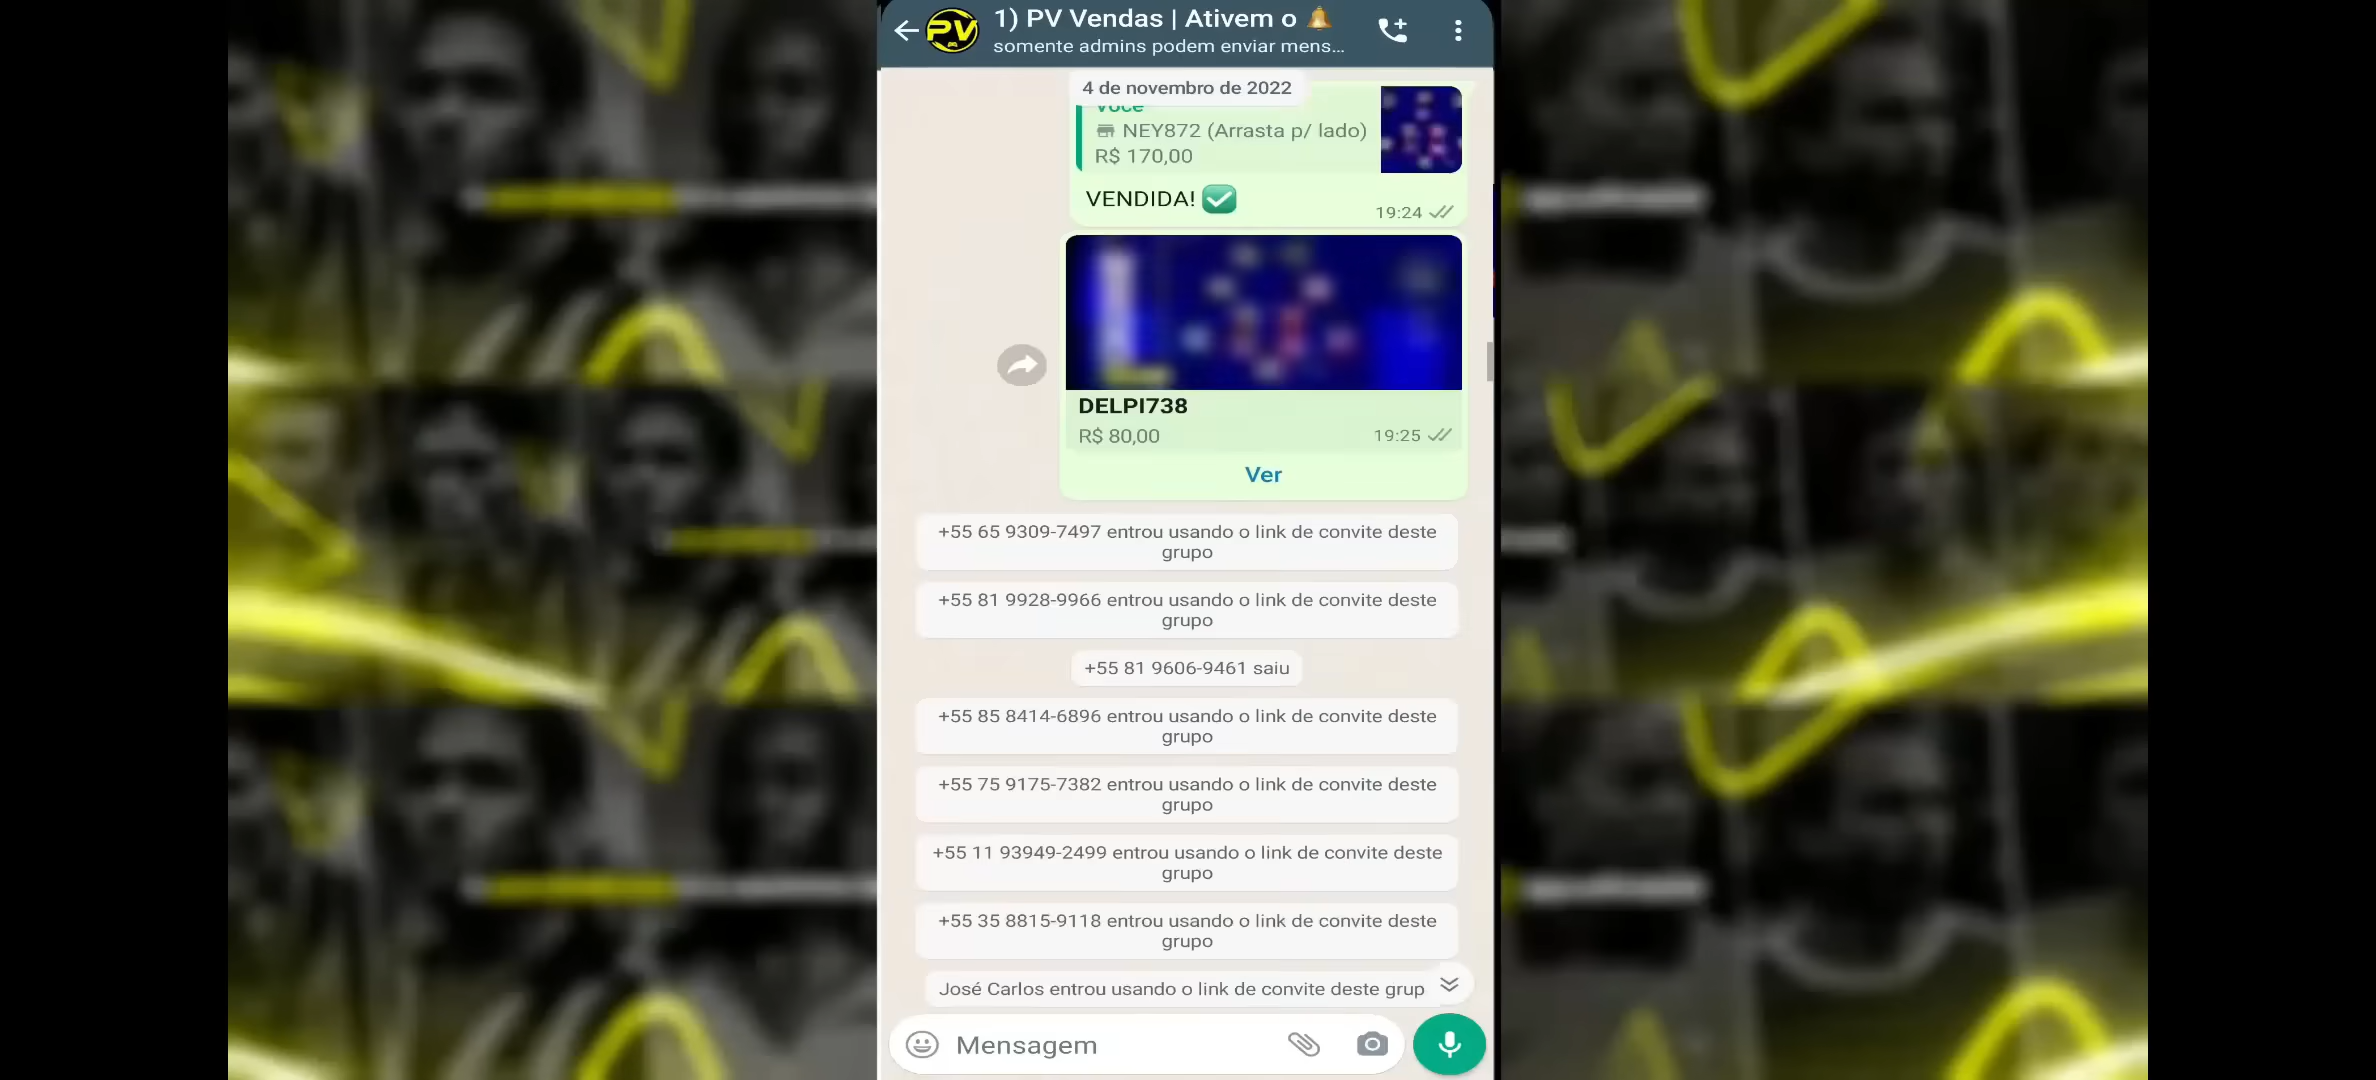 1) PV Vendas | Ativem o 🔔
PV
somente admins podem enviar mens...
4 de novembro de 2022
Você
NEY872 (Arrasta p/ lado)
R$ 170,00
VENDIDA! ✅
19:24
DELPI738
R$ 80,00
19:25
Ver
+55 65 9309-7497 entrou usando o link de convite deste
grupo
+55 81 9928-9966 entrou usando o link de convite deste
grupo
+55 81 9606-9461 saiu
+55 85 8414-6896 entrou usando o link de convite deste
grupo
+55 75 9175-7382 entrou usando o link de convite deste
grupo
+55 11 93949-2499 entrou usando o link de convite deste
grupo
+55 35 8815-9118 entrou usando o link de convite deste
grupo
José Carlos entrou usando o link de convite deste grup
Mensagem